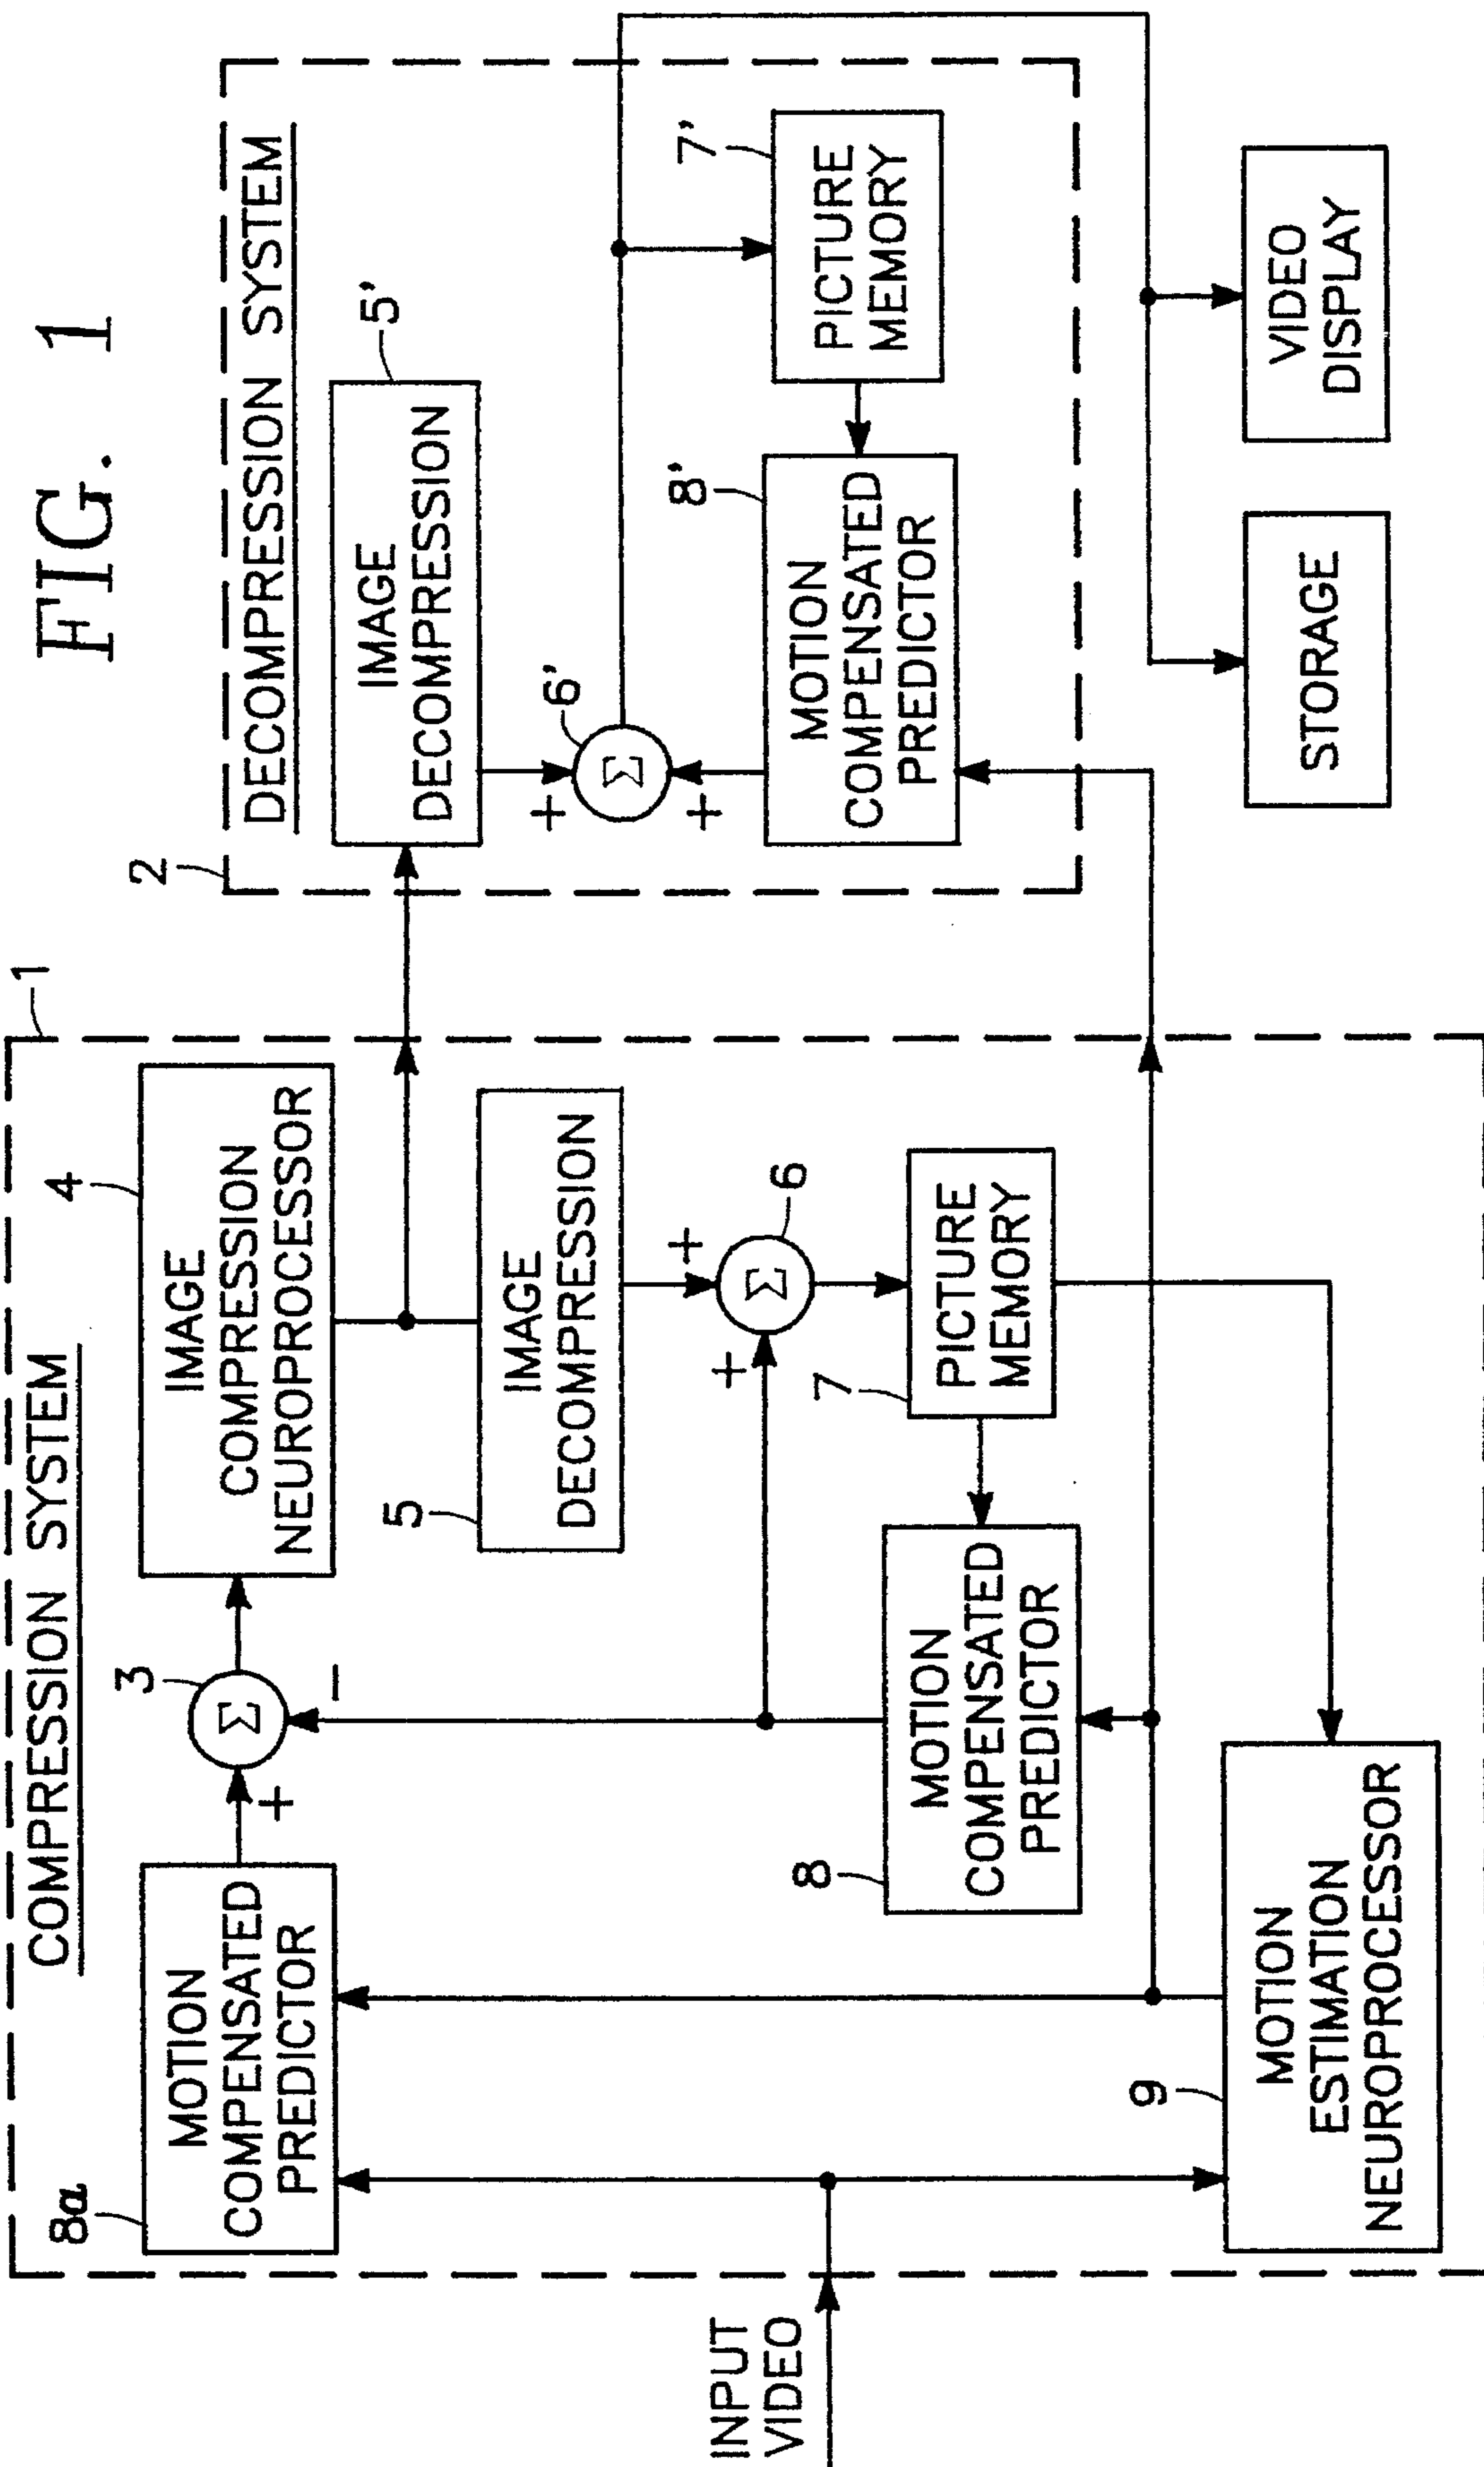 FIG. 1
COMPRESSION SYSTEM
1
8a
MOTION
COMPENSATED
PREDICTOR
+
3
Σ
−
4
IMAGE
COMPRESSION
NEUROPROCESSOR
5
IMAGE
DECOMPRESSION
+
6
Σ
+
7
PICTURE
MEMORY
8
MOTION
COMPENSATED
PREDICTOR
9
MOTION
ESTIMATION
NEUROPROCESSOR
INPUT
VIDEO
2
DECOMPRESSION SYSTEM
5'
IMAGE
DECOMPRESSION
+
6'
Σ
+
7'
PICTURE
MEMORY
8'
MOTION
COMPENSATED
PREDICTOR
STORAGE
VIDEO
DISPLAY